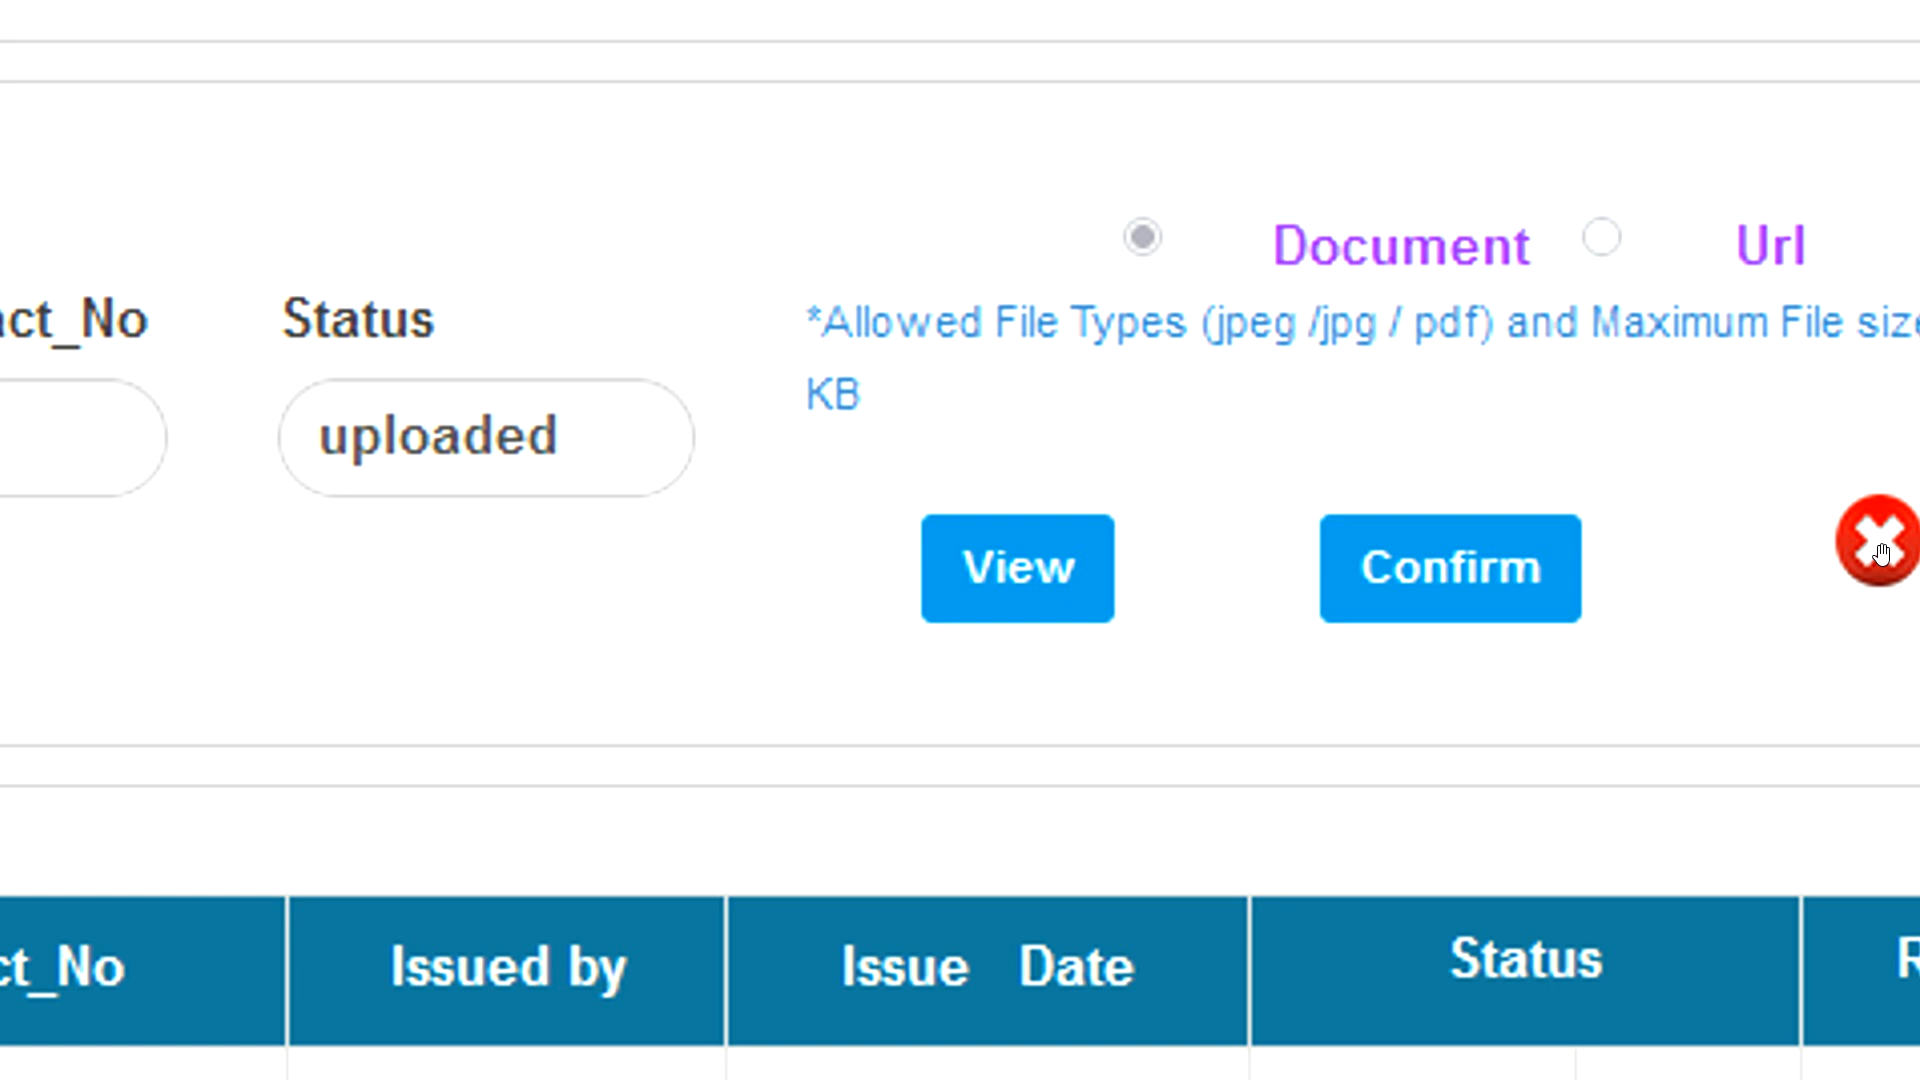 Document Url
act_No Status *Allowed File Types (jpeg /jpg / pdf) and Maximum File size
KB
uploaded
View Confirm
ct_No Issued by Issue Date Status R